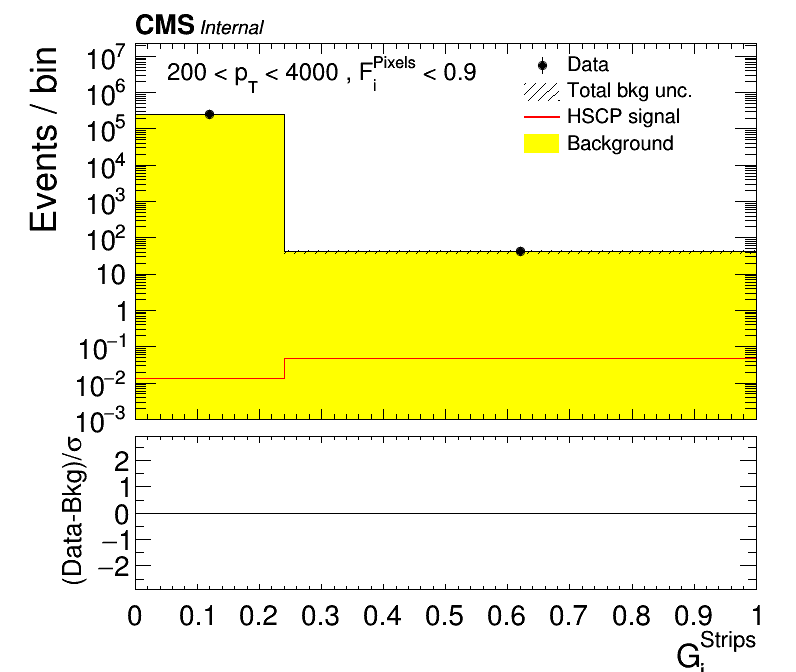 CMS Internal
200 < p_T < 4000 , F_i^Pixels < 0.9
Data
Total bkg unc.
HSCP signal
Background
Events / bin
10^7
10^6
10^5
10^4
10^3
10^2
10
1
10^−1
10^−2
10^−3
(Data-Bkg)/σ
2
1
0
−1
−2
0 0.1 0.2 0.3 0.4 0.5 0.6 0.7 0.8 0.9 1
G_i^Strips